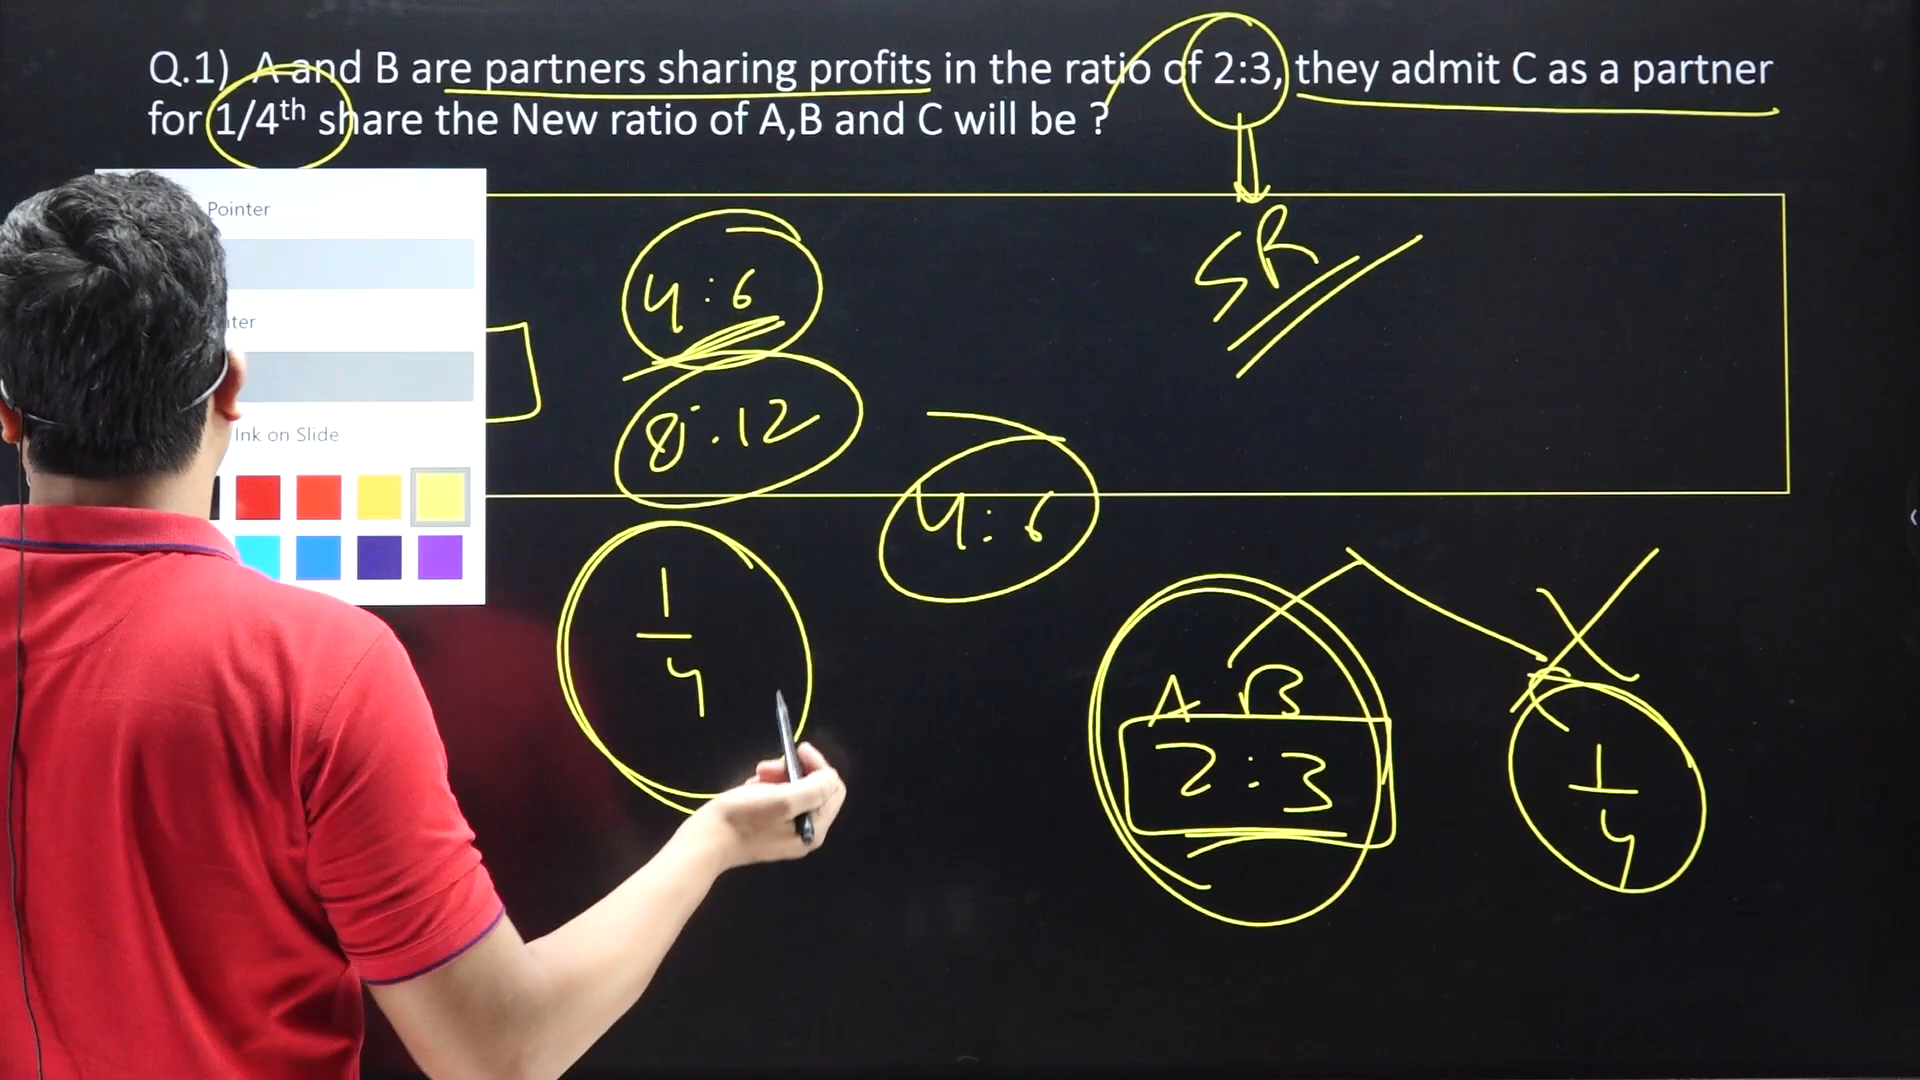 Q.1) A and B are partners sharing profits in the ratio of 2:3, they admit C as a partner
for 1/4th share the New ratio of A,B and C will be ?
Pointer
Ink on Slide
SR
4:6
8:12
4:6
1
4
A B
2:3
1
4